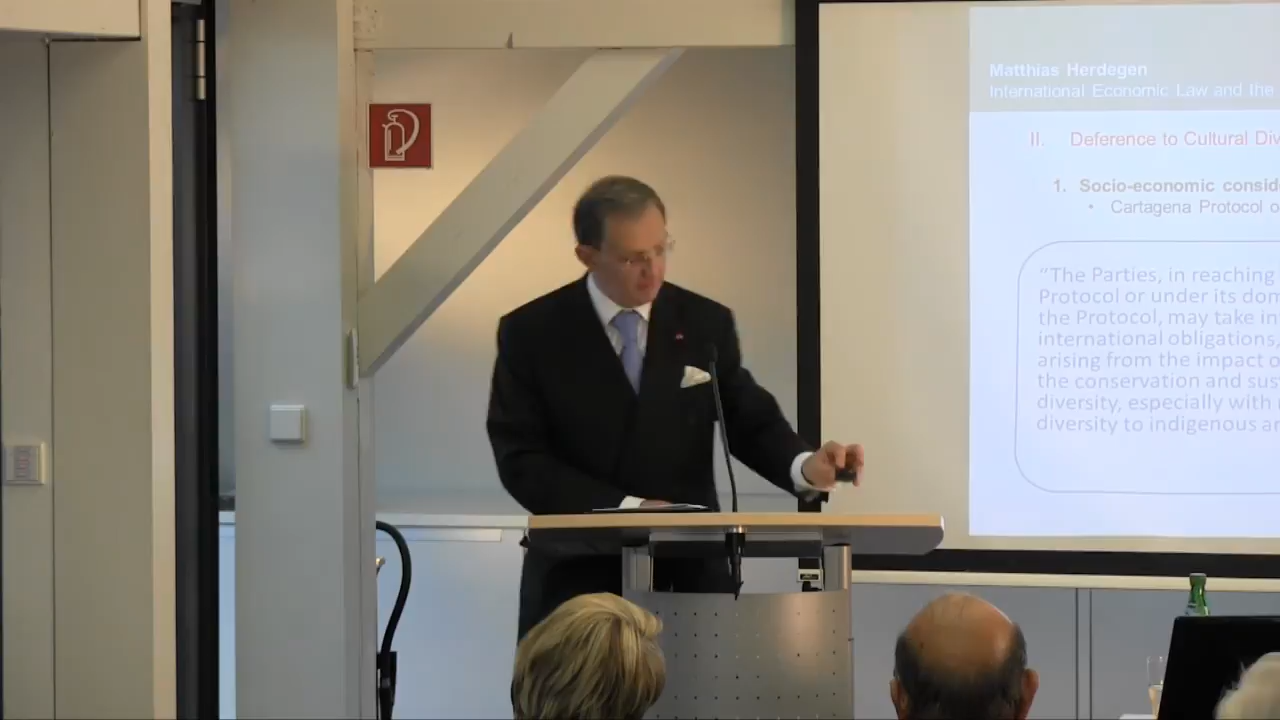 Matthias Herdegen
International Economic Law and the
II. Deference to Cultural Div
1. Socio-economic consid
• Cartagena Protocol o
“The Parties, in reaching
Protocol or under its dom
the Protocol, may take in
international obligations,
arising from the impact o
the conservation and sus
diversity, especially with
diversity to indigenous an